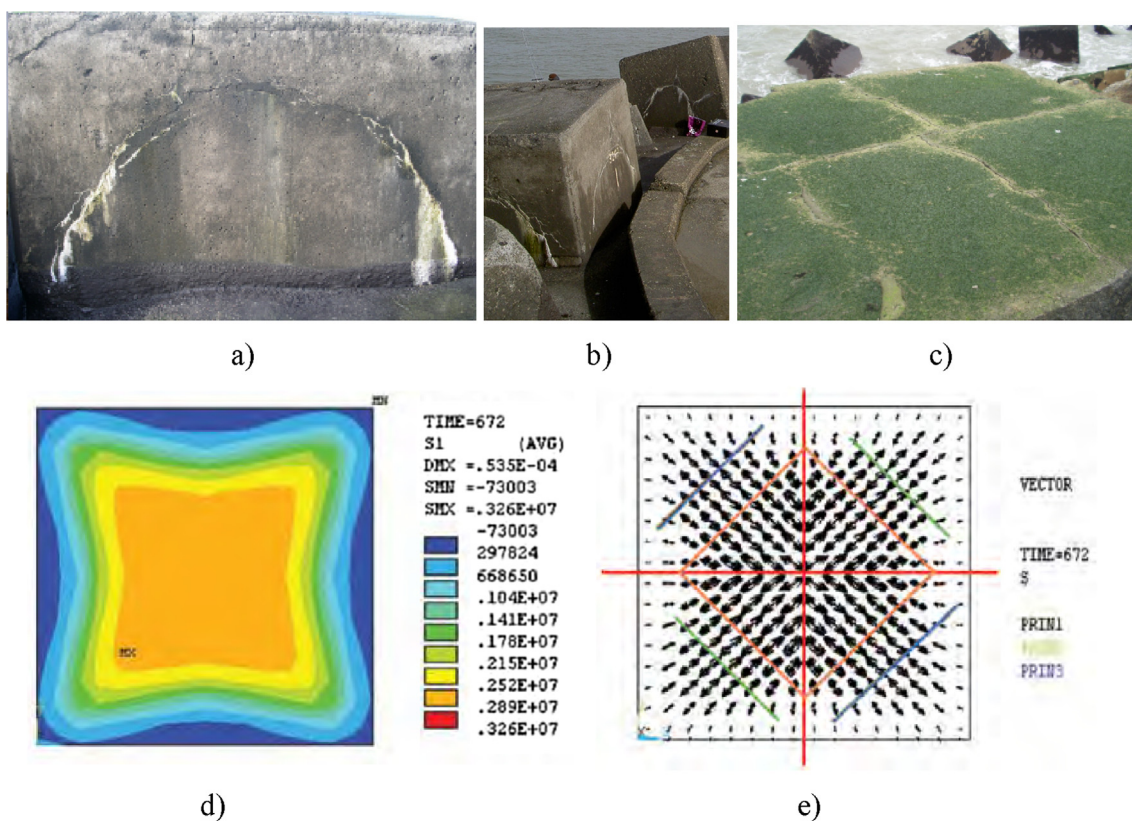 a)
b)
c)
MN
TIME=672
S1 (AVG)
DMX =.535E-04
SMN =-73003
SMX =.326E+07
-73003
297824
668650
.104E+07
.141E+07
.178E+07
.215E+07
.252E+07
.289E+07
.326E+07
MX
d)
VECTOR
TIME=672
S
PRIN1
PRIN3
e)